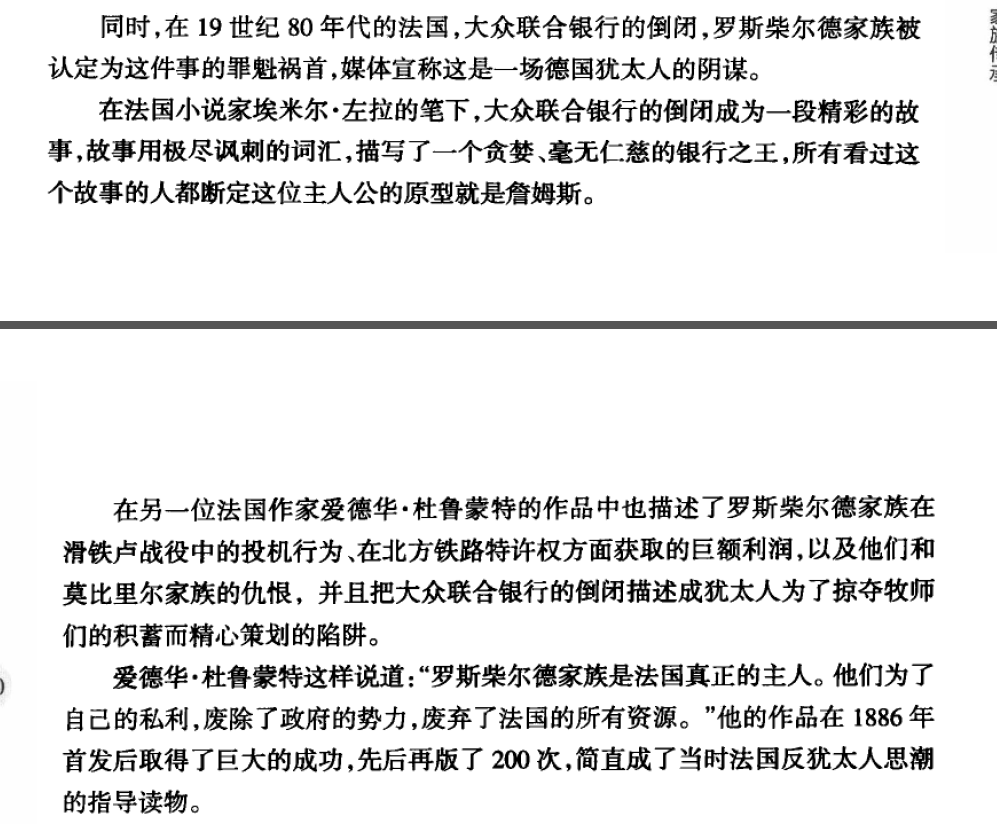 同时,在 19 世纪 80 年代的法国,大众联合银行的倒闭,罗斯柴尔德家族被
认定为这件事的罪魁祸首,媒体宣称这是一场德国犹太人的阴谋。
在法国小说家埃米尔·左拉的笔下,大众联合银行的倒闭成为一段精彩的故
事,故事用极尽讽刺的词汇,描写了一个贪婪、毫无仁慈的银行之王,所有看过这
个故事的人都断定这位主人公的原型就是詹姆斯。
在另一位法国作家爱德华·杜鲁蒙特的作品中也描述了罗斯柴尔德家族在
滑铁卢战役中的投机行为、在北方铁路特许权方面获取的巨额利润,以及他们和
莫比里尔家族的仇恨, 并且把大众联合银行的倒闭描述成犹太人为了掠夺牧师
们的积蓄而精心策划的陷阱。
爱德华·杜鲁蒙特这样说道:“罗斯柴尔德家族是法国真正的主人。他们为了
自己的私利,废除了政府的势力,废弃了法国的所有资源。”他的作品在 1886 年
首发后取得了巨大的成功,先后再版了 200 次,简直成了当时法国反犹太人思潮
的指导读物。